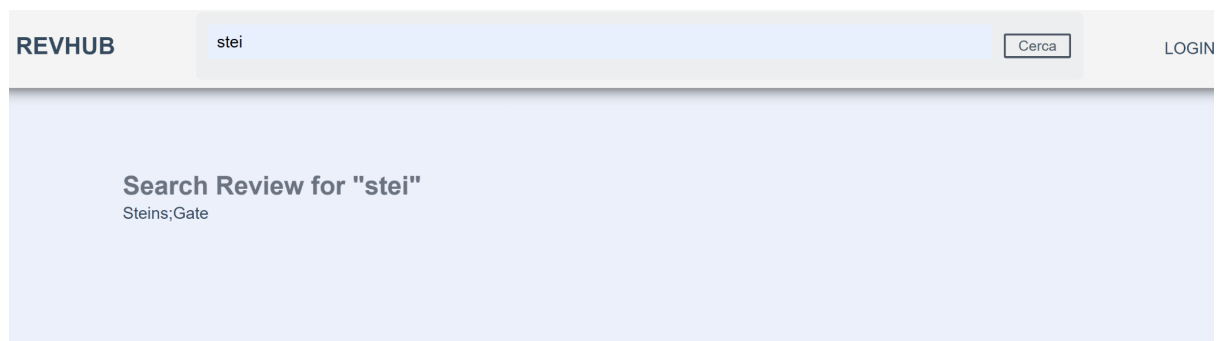 REVHUB
stei
Cerca
LOGIN
Search Review for "stei"
Steins;Gate